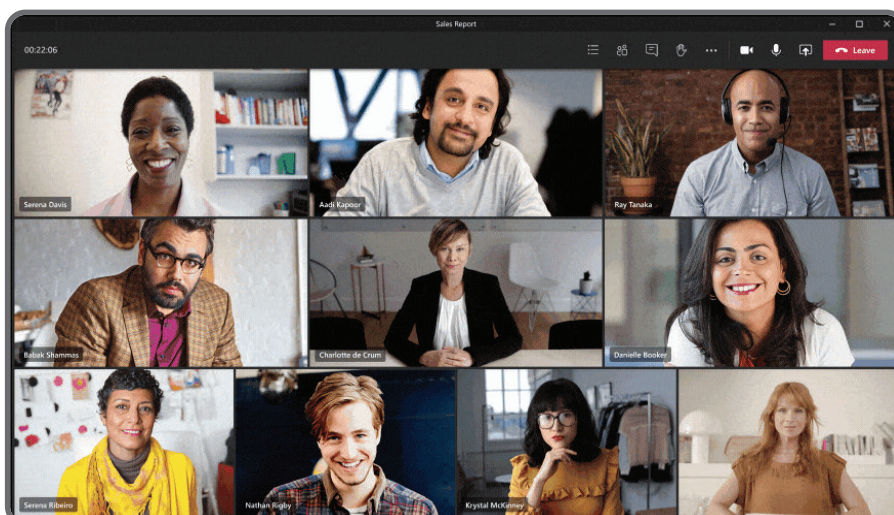 Sales Report
00:22:06
Leave
Serena Davis
Aadi Kapoor
Ray Tanaka
Babak Shammas
Charlotte de Crum
Danielle Booker
Serena Ribeiro
Nathan Rigby
Krystal McKinney